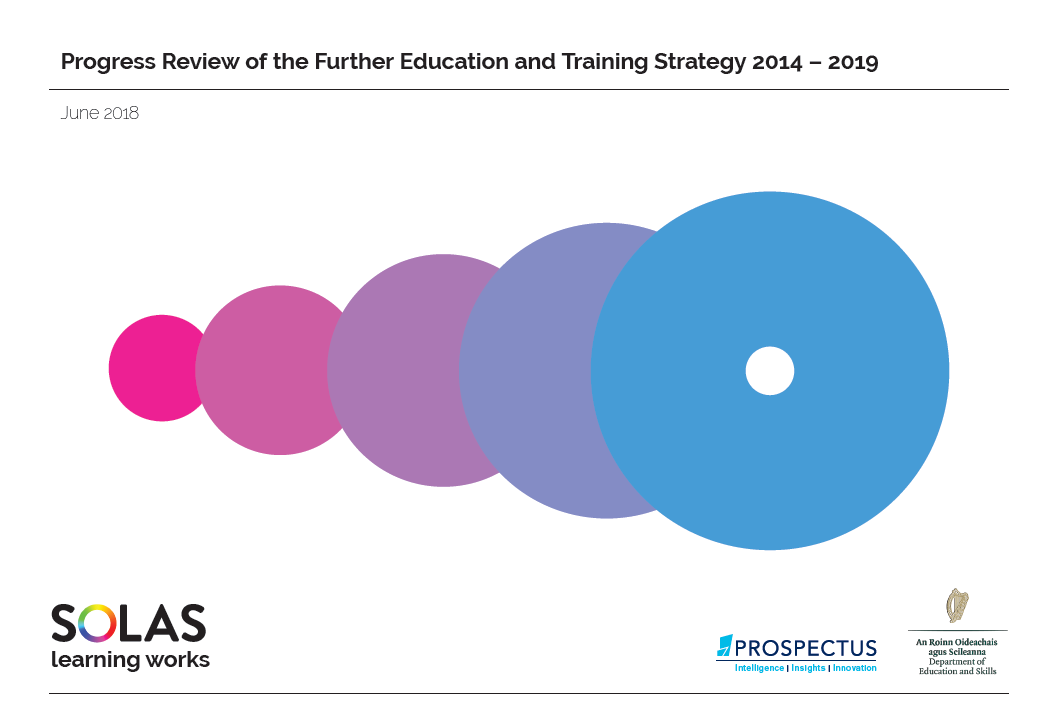 Progress Review of the Further Education and Training Strategy 2014 – 2019
June 2018
SOLAS
learning works
PROSPECTUS
Intelligence | Insights | Innovation
An Roinn Oideachais
agus Scileanna
Department of
Education and Skills